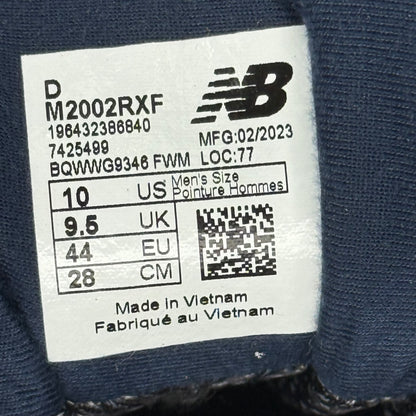 D
M2002RXF
196432386840
7425499
BQWWG9346 FWM
NB
MFG:02/2023
LOC:77
10 US Men's Size
Pointure Hommes
9.5 UK
44 EU
28 CM
Made in Vietnam
Fabriqué au Vietnam